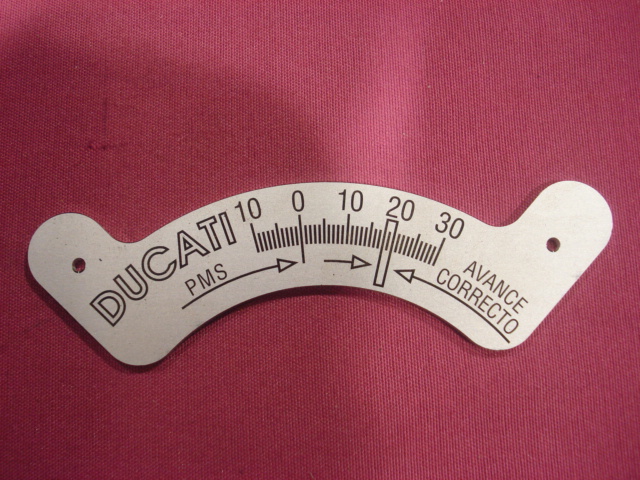 DUCATI
10 0 10 20 30
PMS
AVANCE
CORRECTO